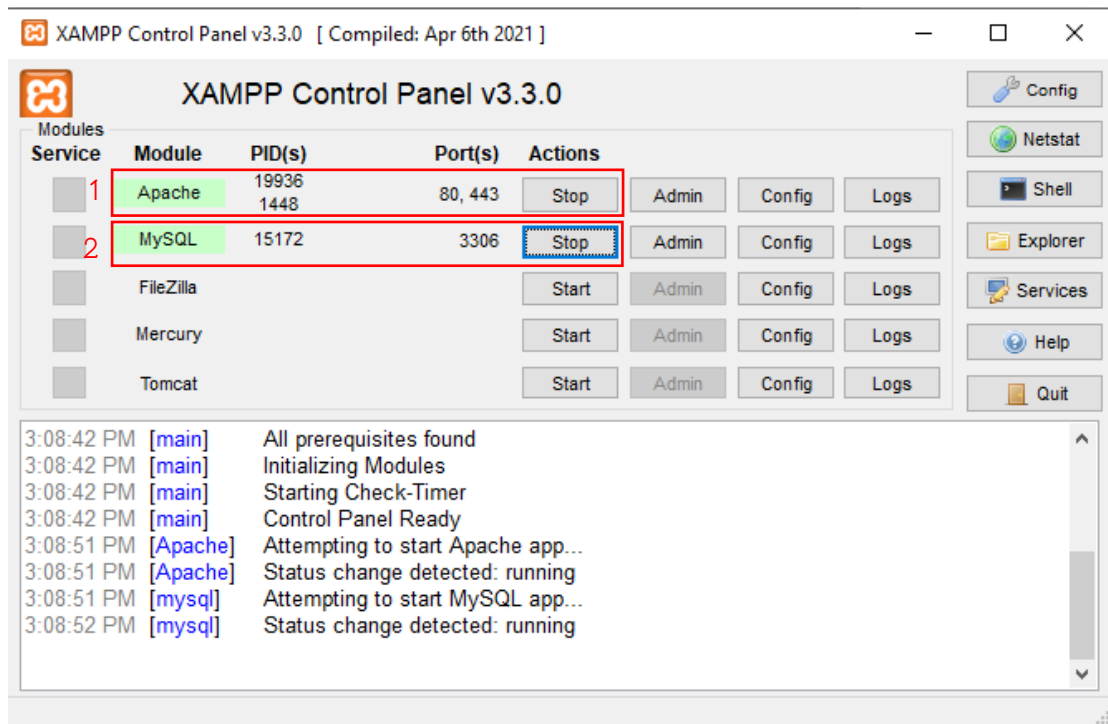 XAMPP Control Panel v3.3.0 [ Compiled: Apr 6th 2021 ]
XAMPP Control Panel v3.3.0
Config
Modules
Service Module PID(s) Port(s) Actions
Netstat
1 Apache 19936 1448 80, 443 Stop Admin Config Logs
Shell
2 MySQL 15172 3306 Stop Admin Config Logs
Explorer
FileZilla Start Admin Config Logs
Services
Mercury Start Admin Config Logs
Help
Tomcat Start Admin Config Logs
Quit
3:08:42 PM [main] All prerequisites found
3:08:42 PM [main] Initializing Modules
3:08:42 PM [main] Starting Check-Timer
3:08:42 PM [main] Control Panel Ready
3:08:51 PM [Apache] Attempting to start Apache app...
3:08:51 PM [Apache] Status change detected: running
3:08:51 PM [mysql] Attempting to start MySQL app...
3:08:52 PM [mysql] Status change detected: running